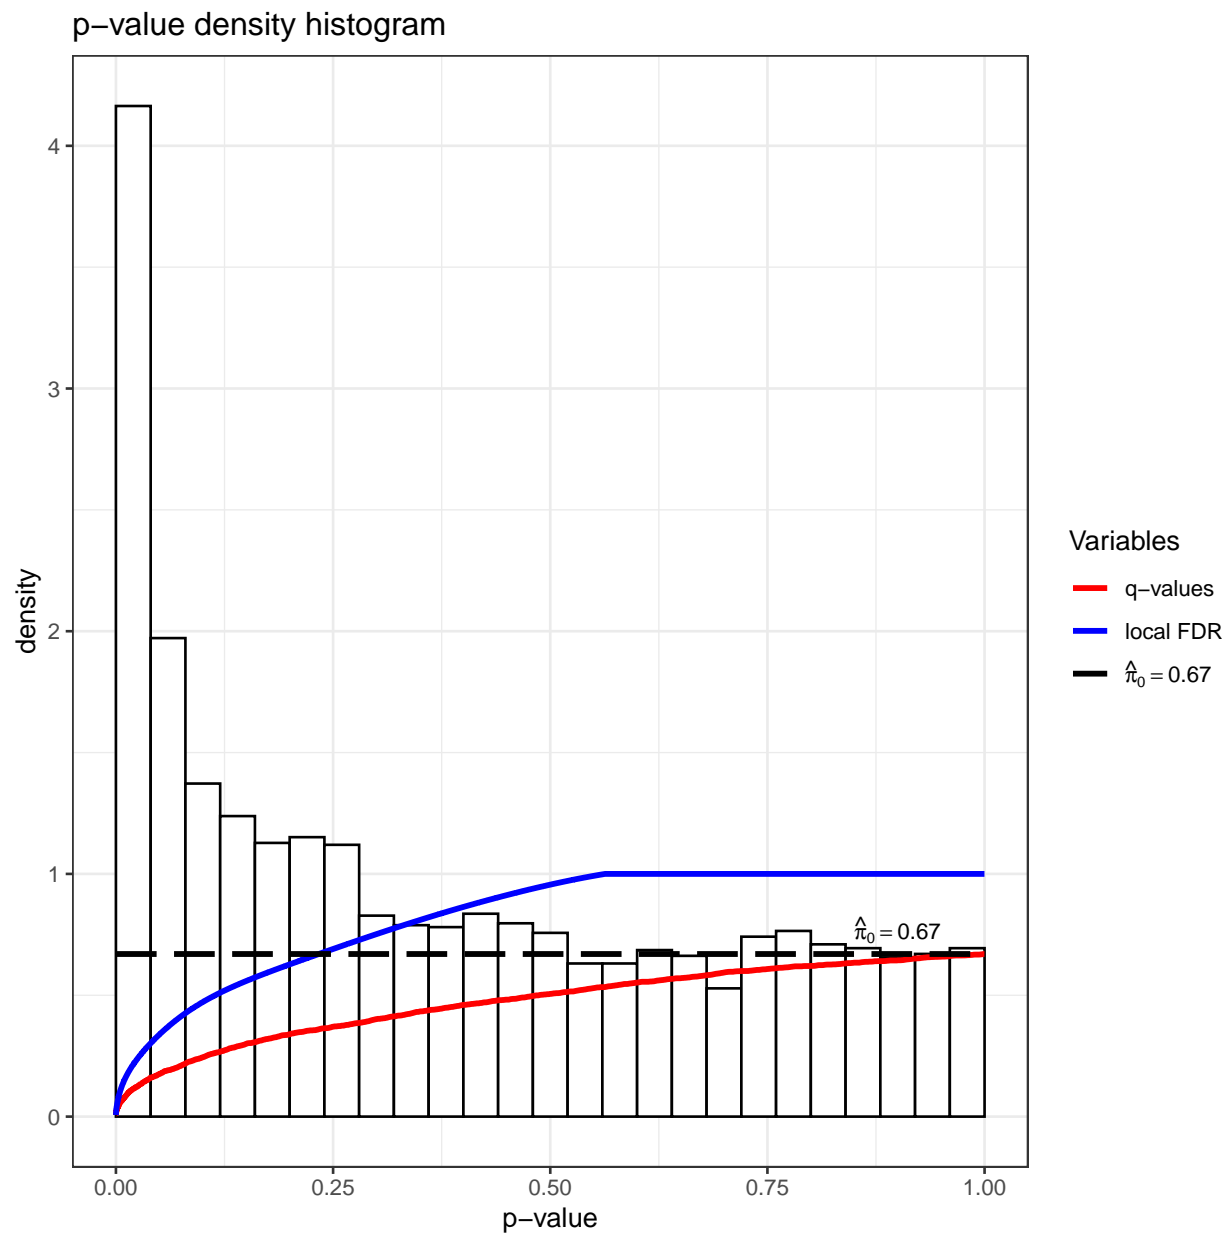 p−value density histogram
4
3
2
1
0
density
0.00 0.25 0.50 0.75 1.00
p−value
π̂₀ = 0.67
Variables
q−values
local FDR
π̂₀ = 0.67